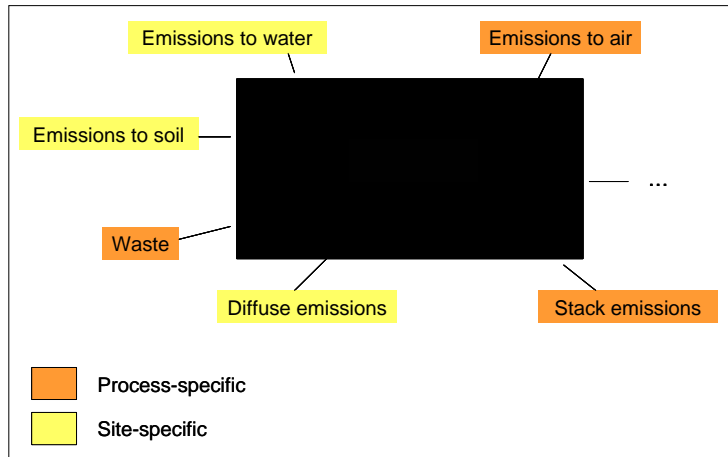 Emissions to water
Emissions to air
Emissions to soil
...
Waste
Diffuse emissions
Stack emissions
Process-specific
Site-specific